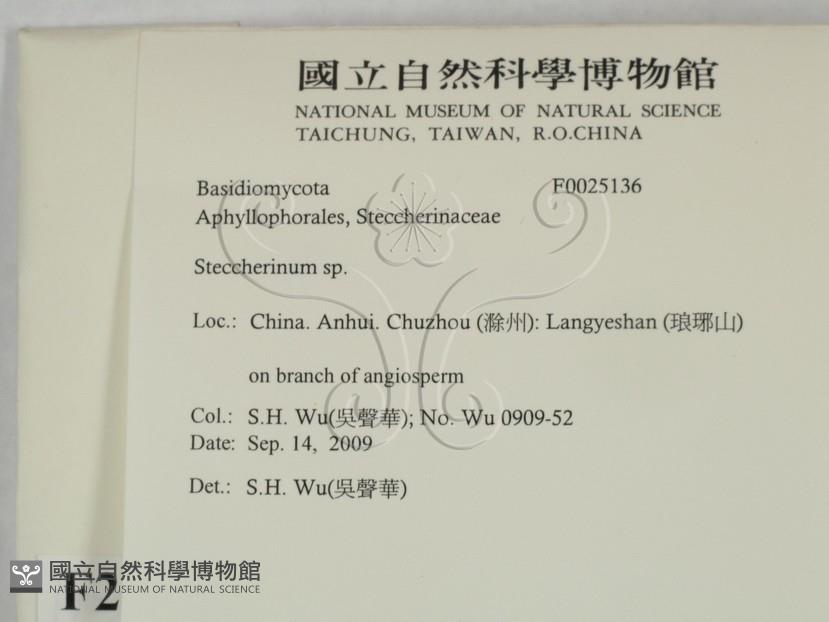 國立自然科學博物館
NATIONAL MUSEUM OF NATURAL SCIENCE
TAICHUNG, TAIWAN, R.O.CHINA
Basidiomycota F0025136
Aphyllophorales, Steccherinaceae
Steccherinum sp.
Loc.: China. Anhui. Chuzhou (滁州): Langyeshan (琅琊山)
on branch of angiosperm
Col.: S.H. Wu(吳聲華); No. Wu 0909-52
Date: Sep. 14, 2009
Det.: S.H. Wu(吳聲華)
F2
國立自然科學博物館
NATIONAL MUSEUM OF NATURAL SCIENCE